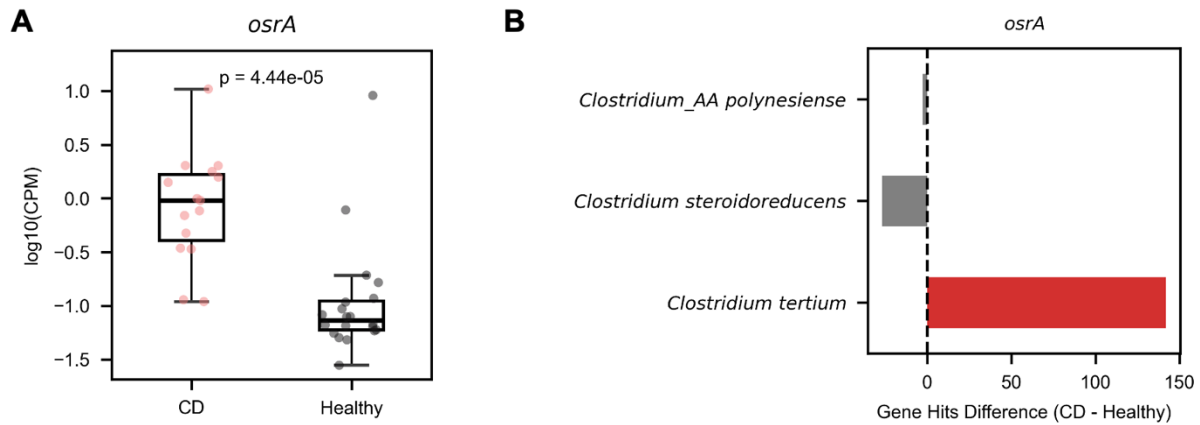 A
osrA
p = 4.44e-05
log10(CPM)
1.0
0.5
0.0
−0.5
−1.0
−1.5
CD
Healthy
B
osrA
Clostridium_AA polynesiense
Clostridium steroidoreducens
Clostridium tertium
0
50
100
150
Gene Hits Difference (CD - Healthy)